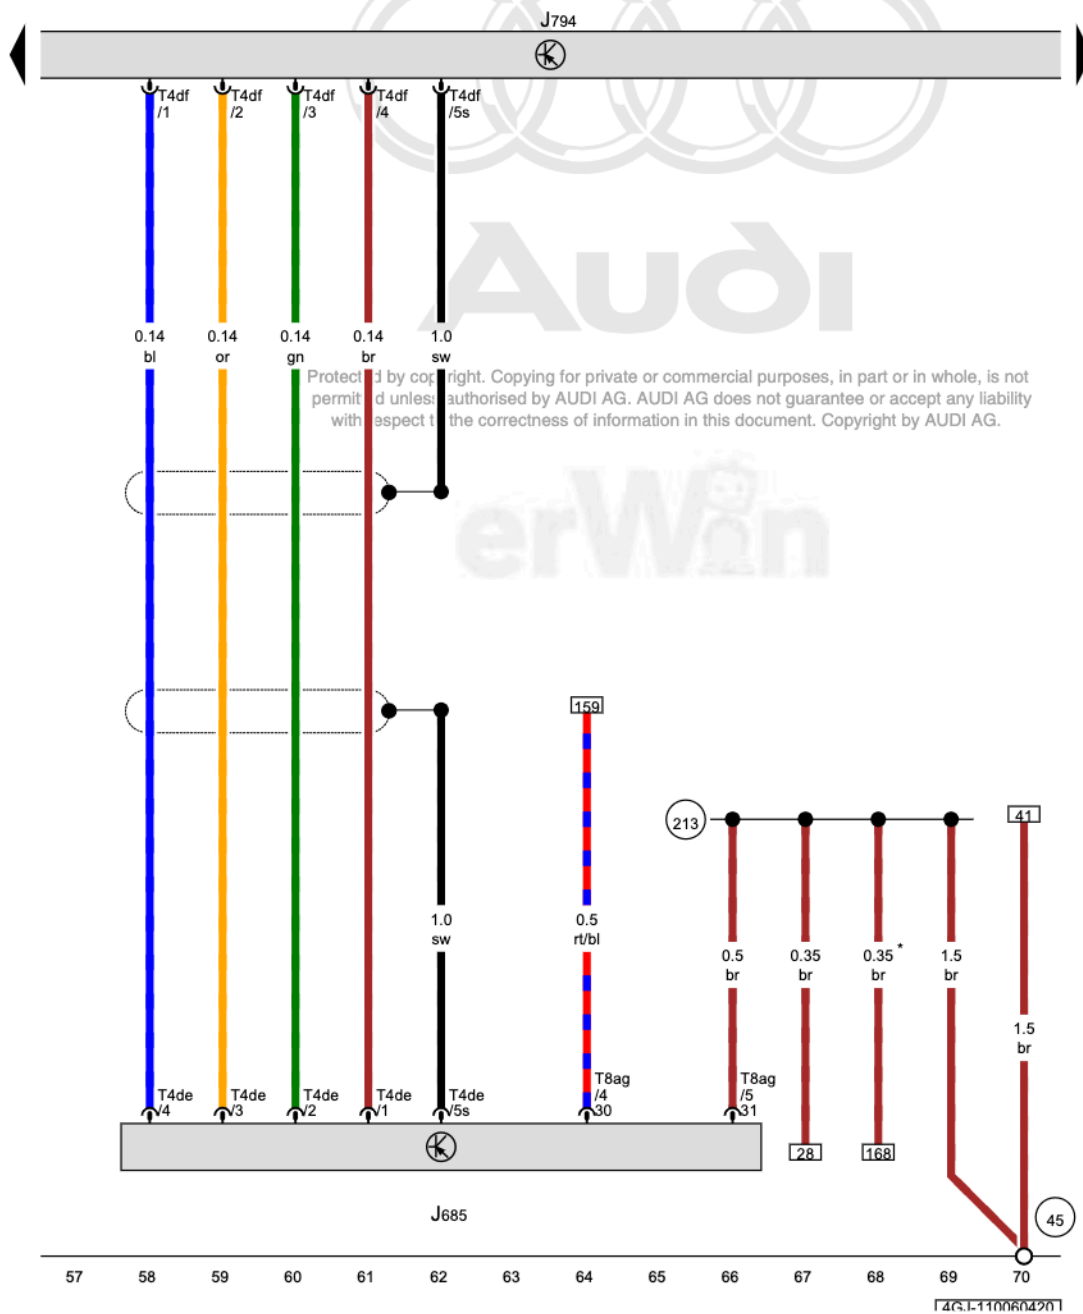 J794
T4df T4df T4df T4df T4df
/1 /2 /3 /4 /5s
Audi
0.14 0.14 0.14 0.14 1.0
bl or gn br sw
Protected by copyright. Copying for private or commercial purposes, in part or in whole, is not
permitted unless authorised by AUDI AG. AUDI AG does not guarantee or accept any liability
with respect to the correctness of information in this document. Copyright by AUDI AG.
erWin
159
213 41
1.0 0.5
sw rt/bl
0.5 0.35 0.35 * 1.5
br br br br
1.5
br
T8ag T8ag
/4 /5
T4de T4de T4de T4de T4de 30 31
/4 /3 /2 /1 /5s
28 168
J685
45
57 58 59 60 61 62 63 64 65 66 67 68 69 70
4GJ-110060420